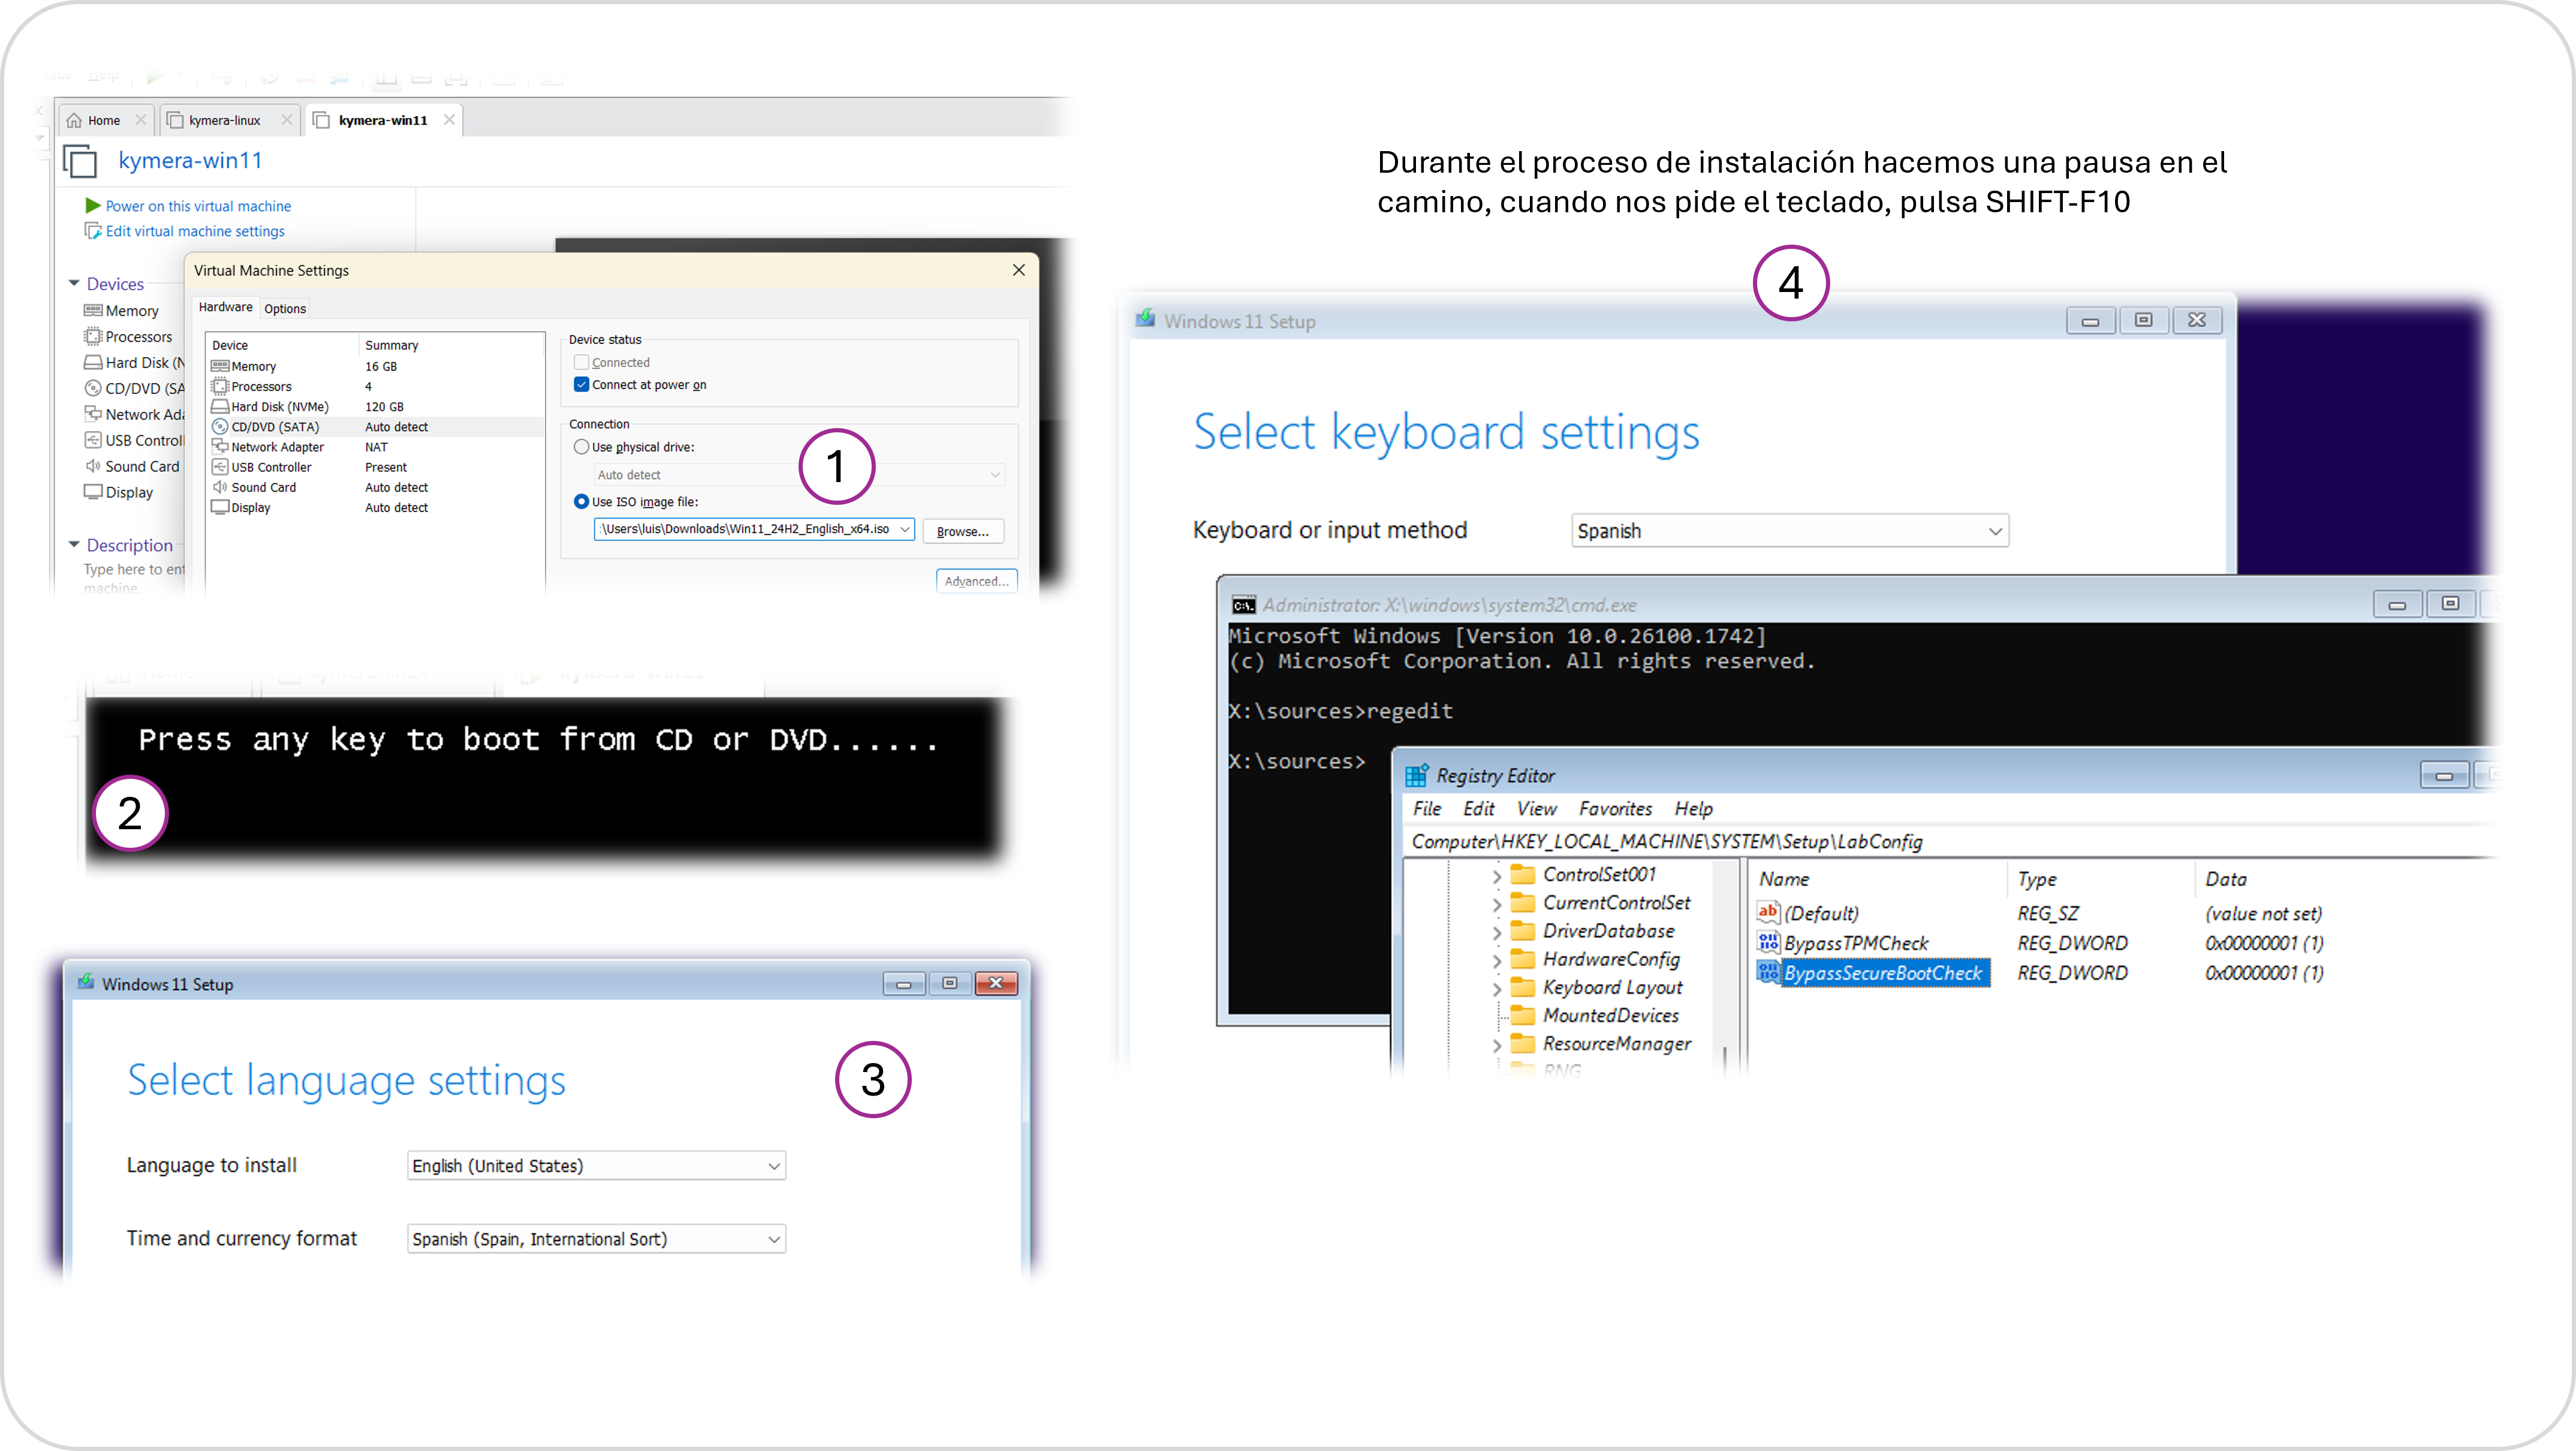 Help
Home
kymera-linux
kymera-win11
kymera-win11
Power on this virtual machine
Edit virtual machine settings
Devices
Memory
Processors
Hard Disk (N
CD/DVD (SA
Network Ada
USB Control
Sound Card
Display
Description
Type here to ent
machine.
Virtual Machine Settings
Hardware Options
Device Summary
Memory 16 GB
Processors 4
Hard Disk (NVMe) 120 GB
CD/DVD (SATA) Auto detect
Network Adapter NAT
USB Controller Present
Sound Card Auto detect
Display Auto detect
Device status
Connected
Connect at power on
Connection
Use physical drive:
Auto detect
Use ISO image file:
:\Users\luis\Downloads\Win11_24H2_English_x64.iso
Browse...
Advanced...
1
Press any key to boot from CD or DVD......
2
Windows 11 Setup
Select language settings
3
Language to install English (United States)
Time and currency format Spanish (Spain, International Sort)
Durante el proceso de instalación hacemos una pausa en el
camino, cuando nos pide el teclado, pulsa SHIFT-F10
4
Windows 11 Setup
Select keyboard settings
Keyboard or input method Spanish
Administrator: X:\windows\system32\cmd.exe
Microsoft Windows [Version 10.0.26100.1742]
(c) Microsoft Corporation. All rights reserved.
X:\sources>regedit
X:\sources>
Registry Editor
File Edit View Favorites Help
Computer\HKEY_LOCAL_MACHINE\SYSTEM\Setup\LabConfig
ControlSet001
CurrentControlSet
DriverDatabase
HardwareConfig
Keyboard Layout
MountedDevices
ResourceManager
RNG
Name Type Data
(Default) REG_SZ (value not set)
BypassTPMCheck REG_DWORD 0x00000001 (1)
BypassSecureBootCheck REG_DWORD 0x00000001 (1)